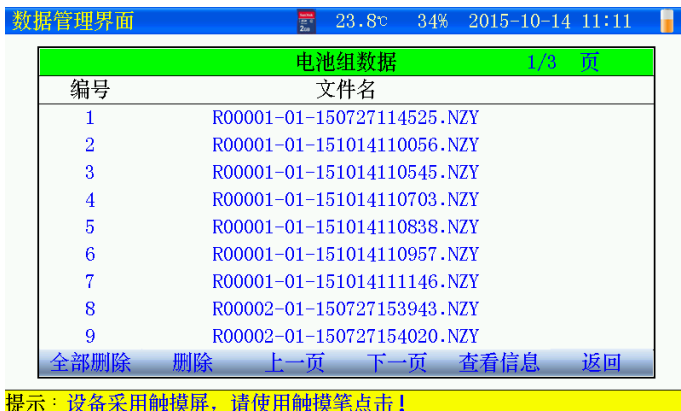 数据管理界面 23.8℃ 34% 2015-10-14 11:11
电池组数据 1/3 页
编号 文件名
1 R00001-01-150727114525.NZY
2 R00001-01-151014110056.NZY
3 R00001-01-151014110545.NZY
4 R00001-01-151014110703.NZY
5 R00001-01-151014110838.NZY
6 R00001-01-151014110957.NZY
7 R00001-01-151014111146.NZY
8 R00002-01-150727153943.NZY
9 R00002-01-150727154020.NZY
全部删除 删除 上一页 下一页 查看信息 返回
提示：设备采用触摸屏，请使用触摸笔点击！